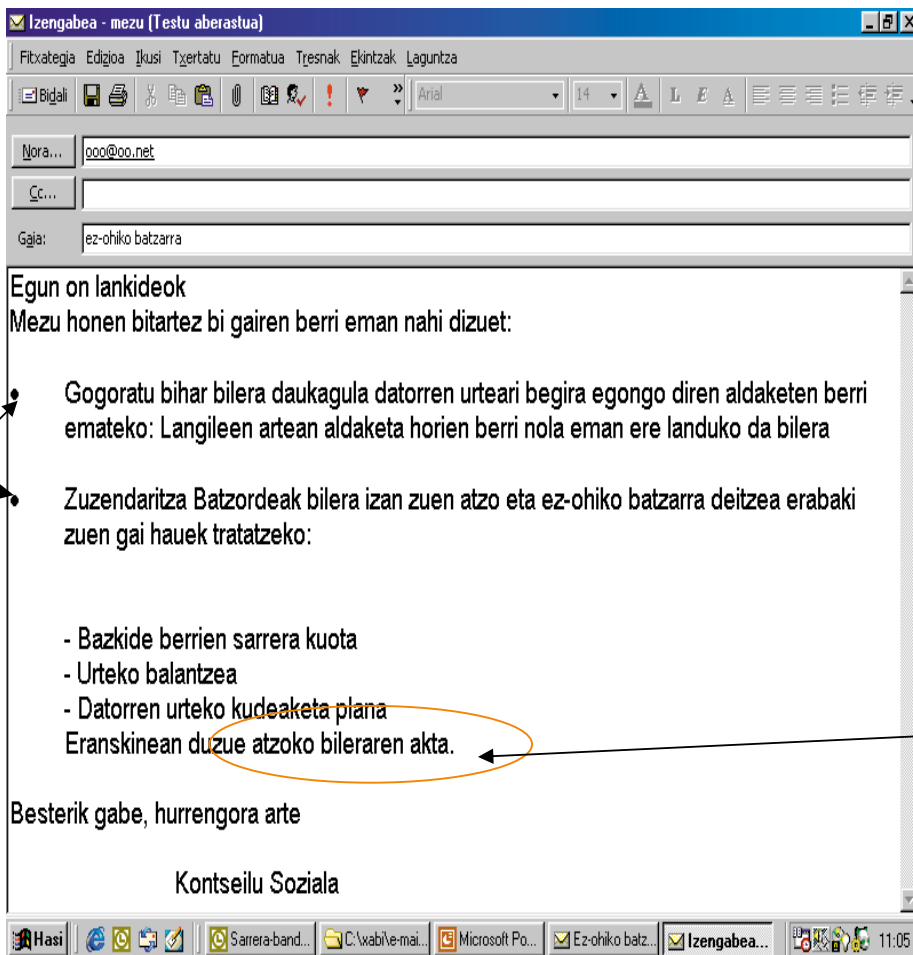 Izengabea - mezu (Testu aberastua)
Fitxategia Edizioa Ikusi Txertatu Formatua Tresnak Ekintzak Laguntza
Bidali Arial 14 A L E A
Nora... ooo@oo.net
Cc...
Gaia: ez-ohiko batzarra
Egun on lankideok
Mezu honen bitartez bi gairen berri eman nahi dizuet:
• Gogoratu bihar bilera daukagula datorren urteari begira egongo diren aldaketen berri
emateko: Langileen artean aldaketa horien berri nola eman ere landuko da bilera
• Zuzendaritza Batzordeak bilera izan zuen atzo eta ez-ohiko batzarra deitzea erabaki
zuen gai hauek tratatzeko:
- Bazkide berrien sarrera kuota
- Urteko balantzea
- Datorren urteko kudeaketa plana
Eranskinean duzue atzoko bileraren akta.
Besterik gabe, hurrengora arte
Kontseilu Soziala
Hasi Sarrera-band... C:\xabi\e-mai... Microsoft Po... Ez-ohiko batz... Izengabea... 11:05